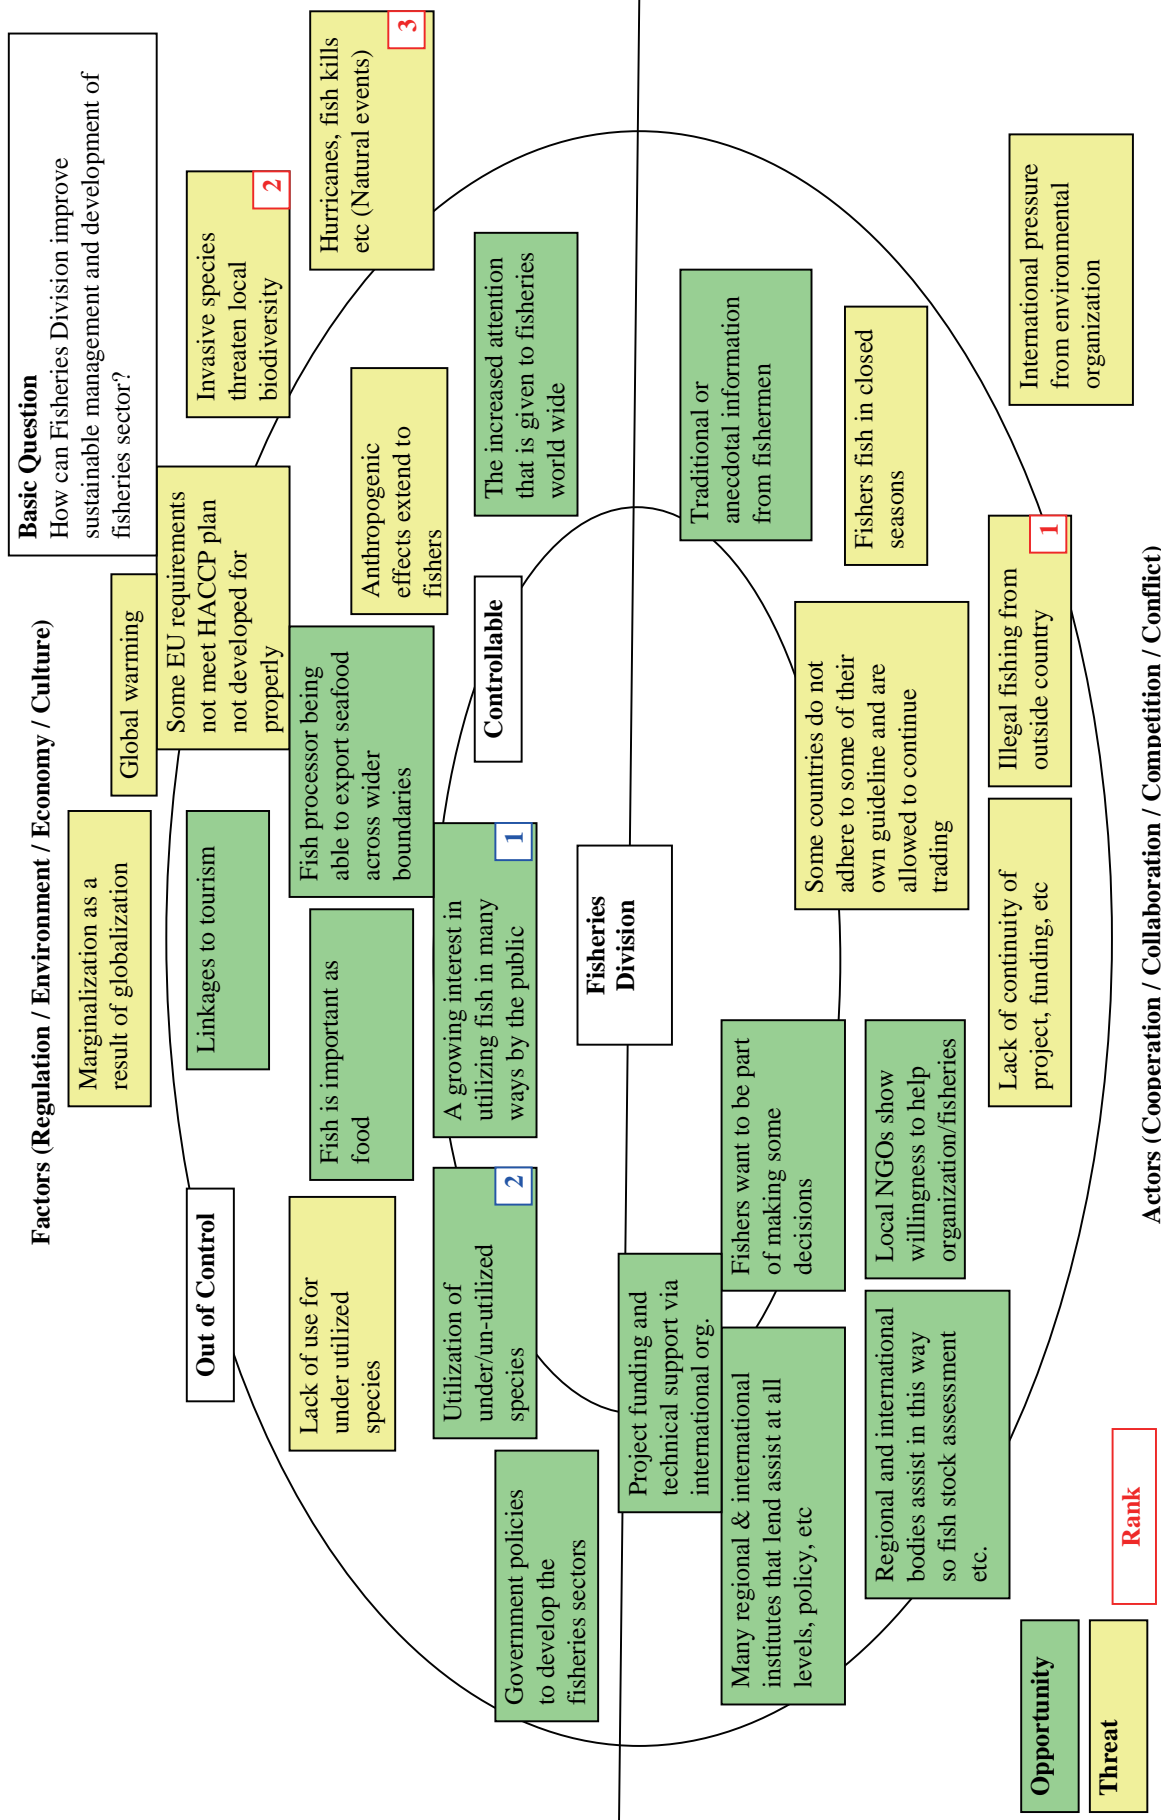 Factors (Regulation / Environment / Economy / Culture)
Basic Question
How can Fisheries Division improve
sustainable management and development of
fisheries sector?
Marginalization as a
result of globalization
Global warming
Out of Control
Linkages to tourism
Some EU requirements
not meet HACCP plan
not developed for
properly
Invasive species
threaten local
biodiversity
2
Hurricanes, fish kills
etc (Natural events)
3
Lack of use for
under utilized
species
Fish is important as
food
Fish processor being
able to export seafood
across wider
boundaries
Anthropogenic
effects extend to
fishers
Government policies
to develop the
fisheries sectors
Utilization of
under/un-utilized
species
2
A growing interest in
utilizing fish in many
ways by the public
1
Controllable
The increased attention
that is given to fisheries
world wide
Fisheries
Division
Project funding and
technical support via
international org.
Many regional & international
institutes that lend assist at all
levels, policy, etc
Fishers want to be part
of making some
decisions
Some countries do not
adhere to some of their
own guideline and are
allowed to continue
trading
Traditional or
anecdotal information
from fishermen
Regional and international
bodies assist in this way
so fish stock assessment
etc.
Local NGOs show
willingness to help
organization/fisheries
Fishers fish in closed
seasons
Lack of continuity of
project, funding, etc
Illegal fishing from
outside country
1
International pressure
from environmental
organization
Opportunity
Threat
Rank
Actors (Cooperation / Collaboration / Competition / Conflict)